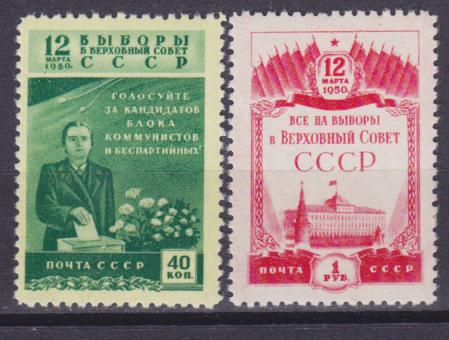 12
МАРТА
1950.
ВЫБОРЫ
В ВЕРХОВНЫЙ СОВЕТ
СССР
ГОЛОСУЙТЕ
ЗА КАНДИДАТОВ
БЛОКА
КОММУНИСТОВ
И БЕСПАРТИЙНЫХ!
40
КОП.
ПОЧТА СССР
12
МАРТА
1950
ВСЕ НА ВЫБОРЫ
В ВЕРХОВНЫЙ СОВЕТ
СССР
ПОЧТА 1 РУБ. СССР